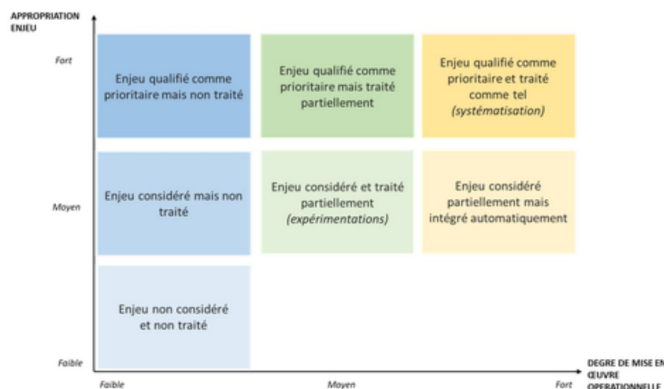 APPROPRIATION
ENJEU
Fort
Enjeu qualifié comme
prioritaire mais non traité
Enjeu qualifié comme
prioritaire mais traité
partiellement
Enjeu qualifié comme
prioritaire et traité
comme tel
(systématisation)
Moyen
Enjeu considéré mais non
traité
Enjeu considéré et traité
partiellement
(expérimentations)
Enjeu considéré
partiellement mais
intégré automatiquement
Enjeu non considéré
et non traité
Faible
Faible
Moyen
Fort
DEGRE DE MISE EN
ŒUVRE
OPERATIONNELLE